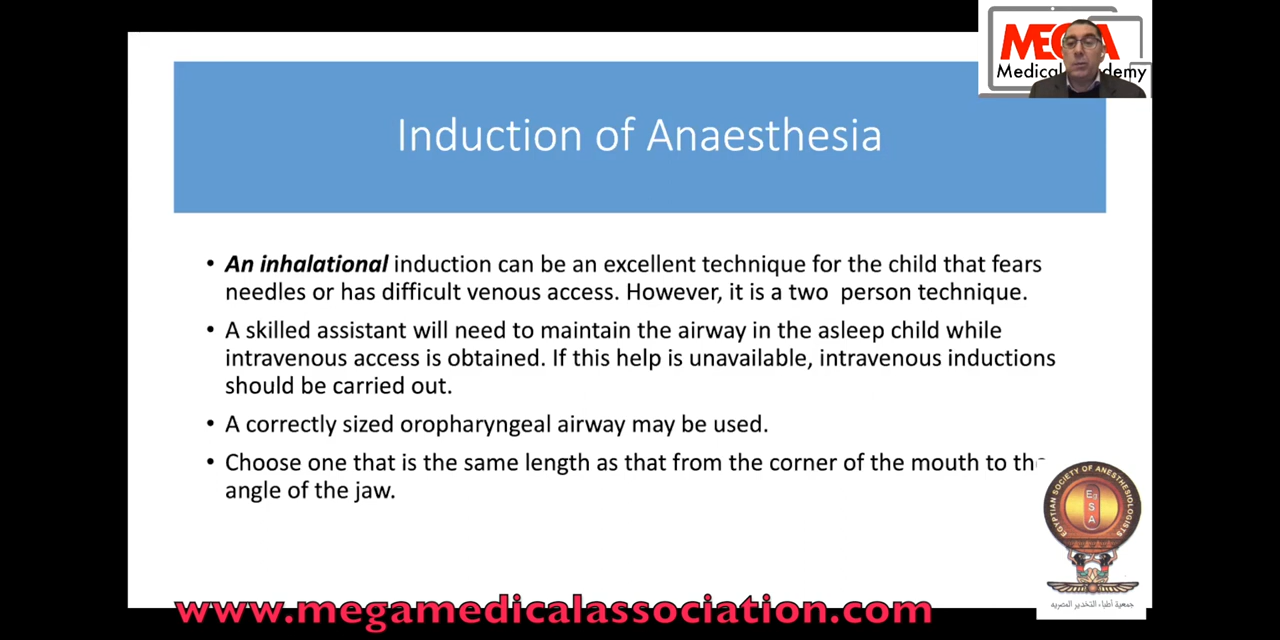 MEGA
Medical Academy
Induction of Anaesthesia
• An inhalational induction can be an excellent technique for the child that fears
needles or has difficult venous access. However, it is a two  person technique.
• A skilled assistant will need to maintain the airway in the asleep child while
intravenous access is obtained. If this help is unavailable, intravenous inductions
should be carried out.
• A correctly sized oropharyngeal airway may be used.
• Choose one that is the same length as that from the corner of the mouth to the
angle of the jaw.
EGYPTIAN SOCIETY OF ANESTHESIOLOGISTS
Eg
S
A
جمعية أطباء التخدير المصرية
www.megamedicalassociation.com